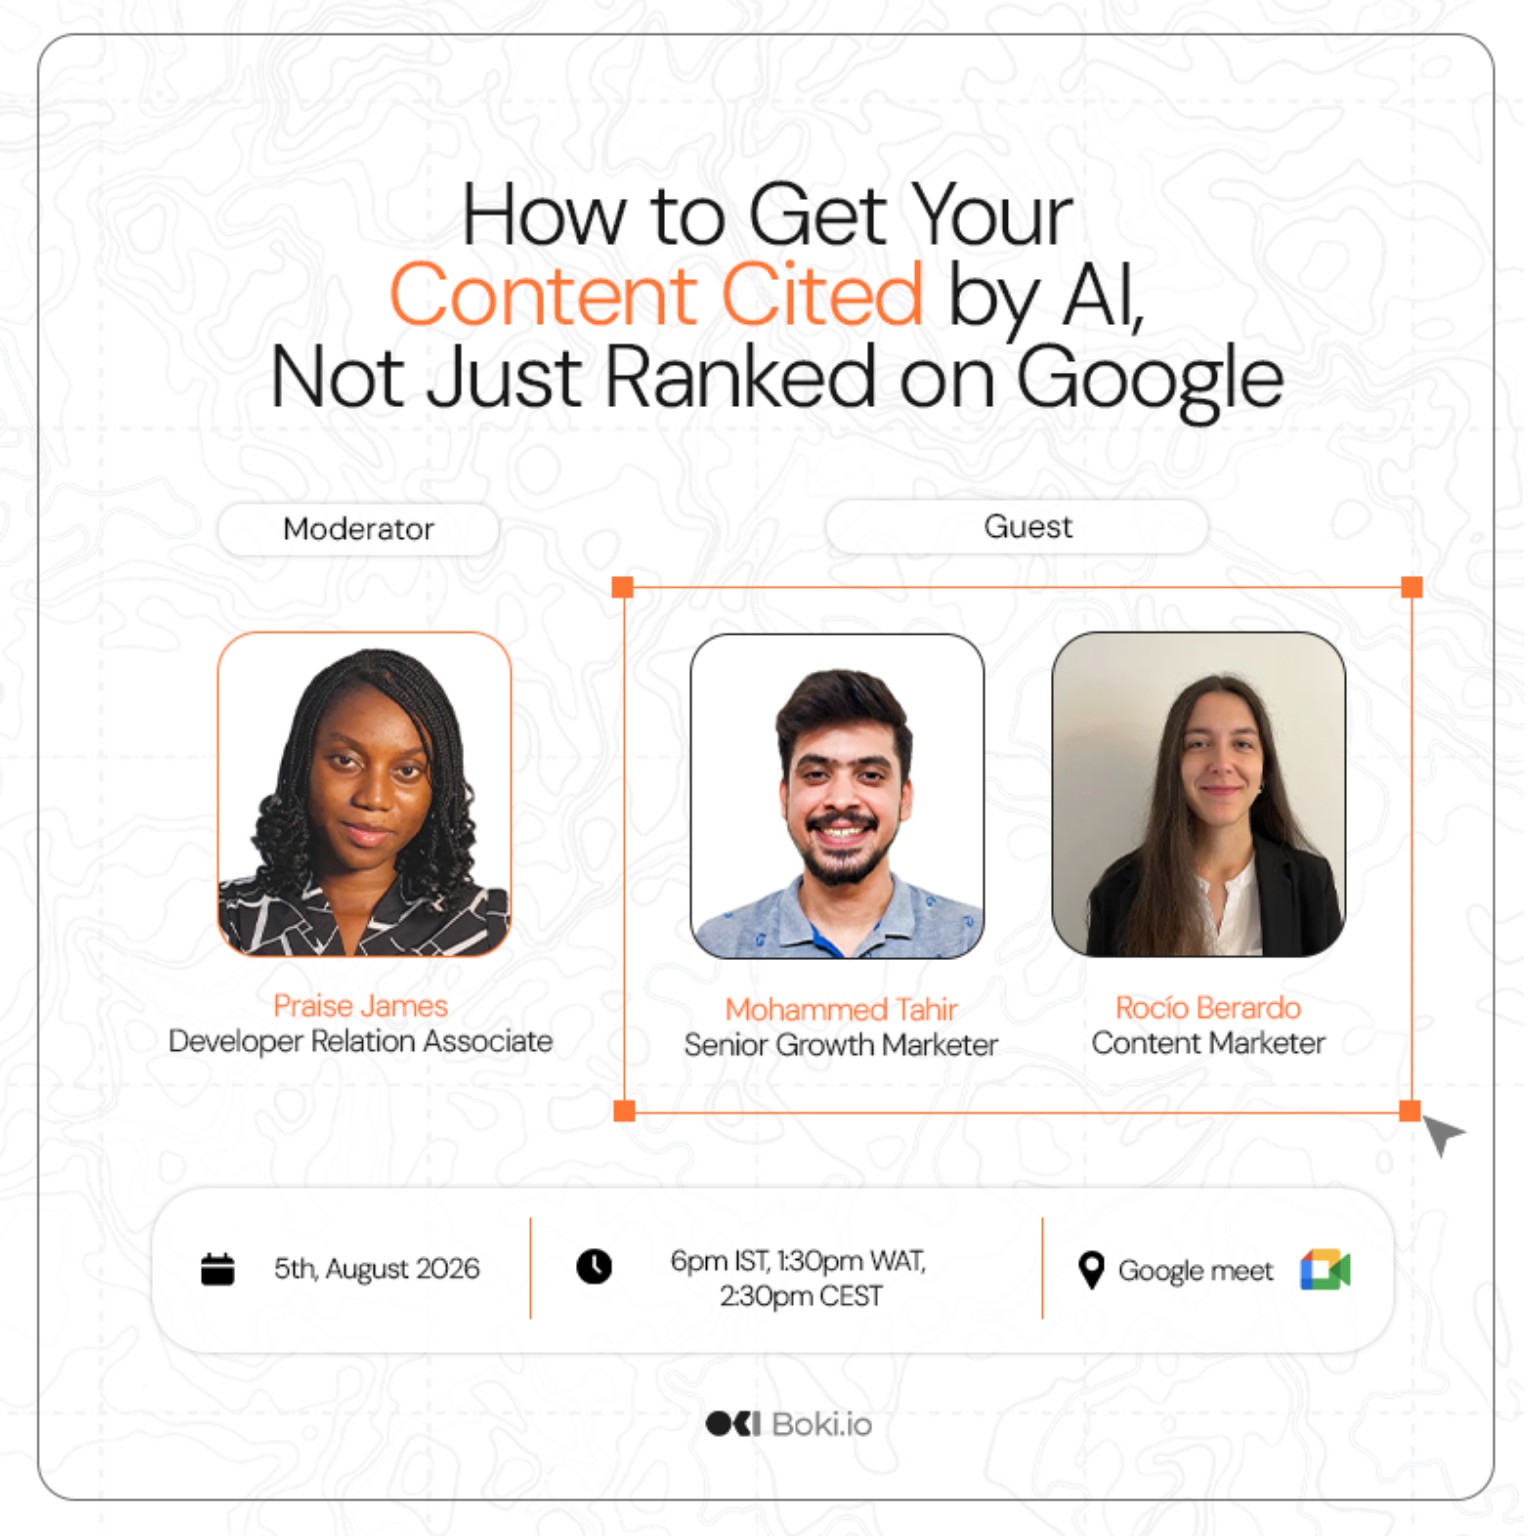 How to Get Your
Content Cited by AI,
Not Just Ranked on Google
Moderator
Guest
Praise James
Developer Relation Associate
Mohammed Tahir
Senior Growth Marketer
Rocío Berardo
Content Marketer
5th, August 2026
6pm IST, 1:30pm WAT,
2:30pm CEST
Google meet
Boki.io